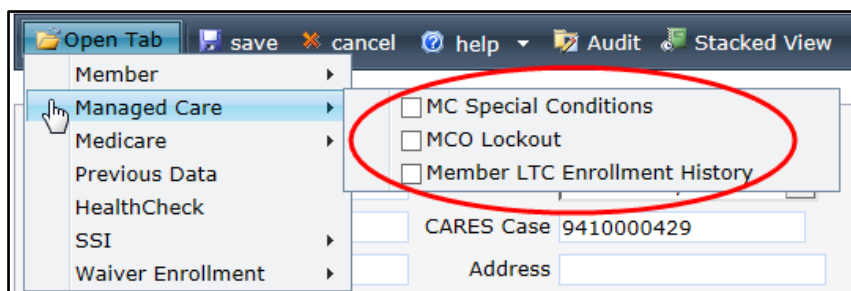 Open Tab save cancel help Audit Stacked View
Member
Managed Care
MC Special Conditions
Medicare
MCO Lockout
Previous Data
Member LTC Enrollment History
HealthCheck
CARES Case 9410000429
SSI
Waiver Enrollment
Address